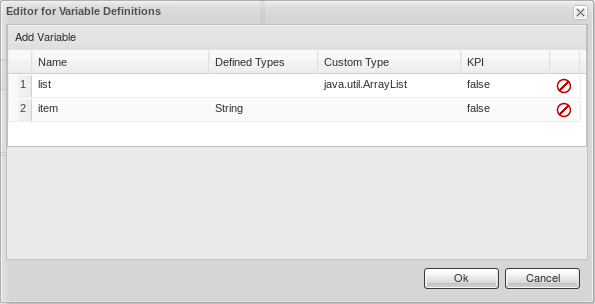 Editor for Variable Definitions
Add Variable
Name Defined Types Custom Type KPI
1 list java.util.ArrayList false
2 item String false
Ok Cancel